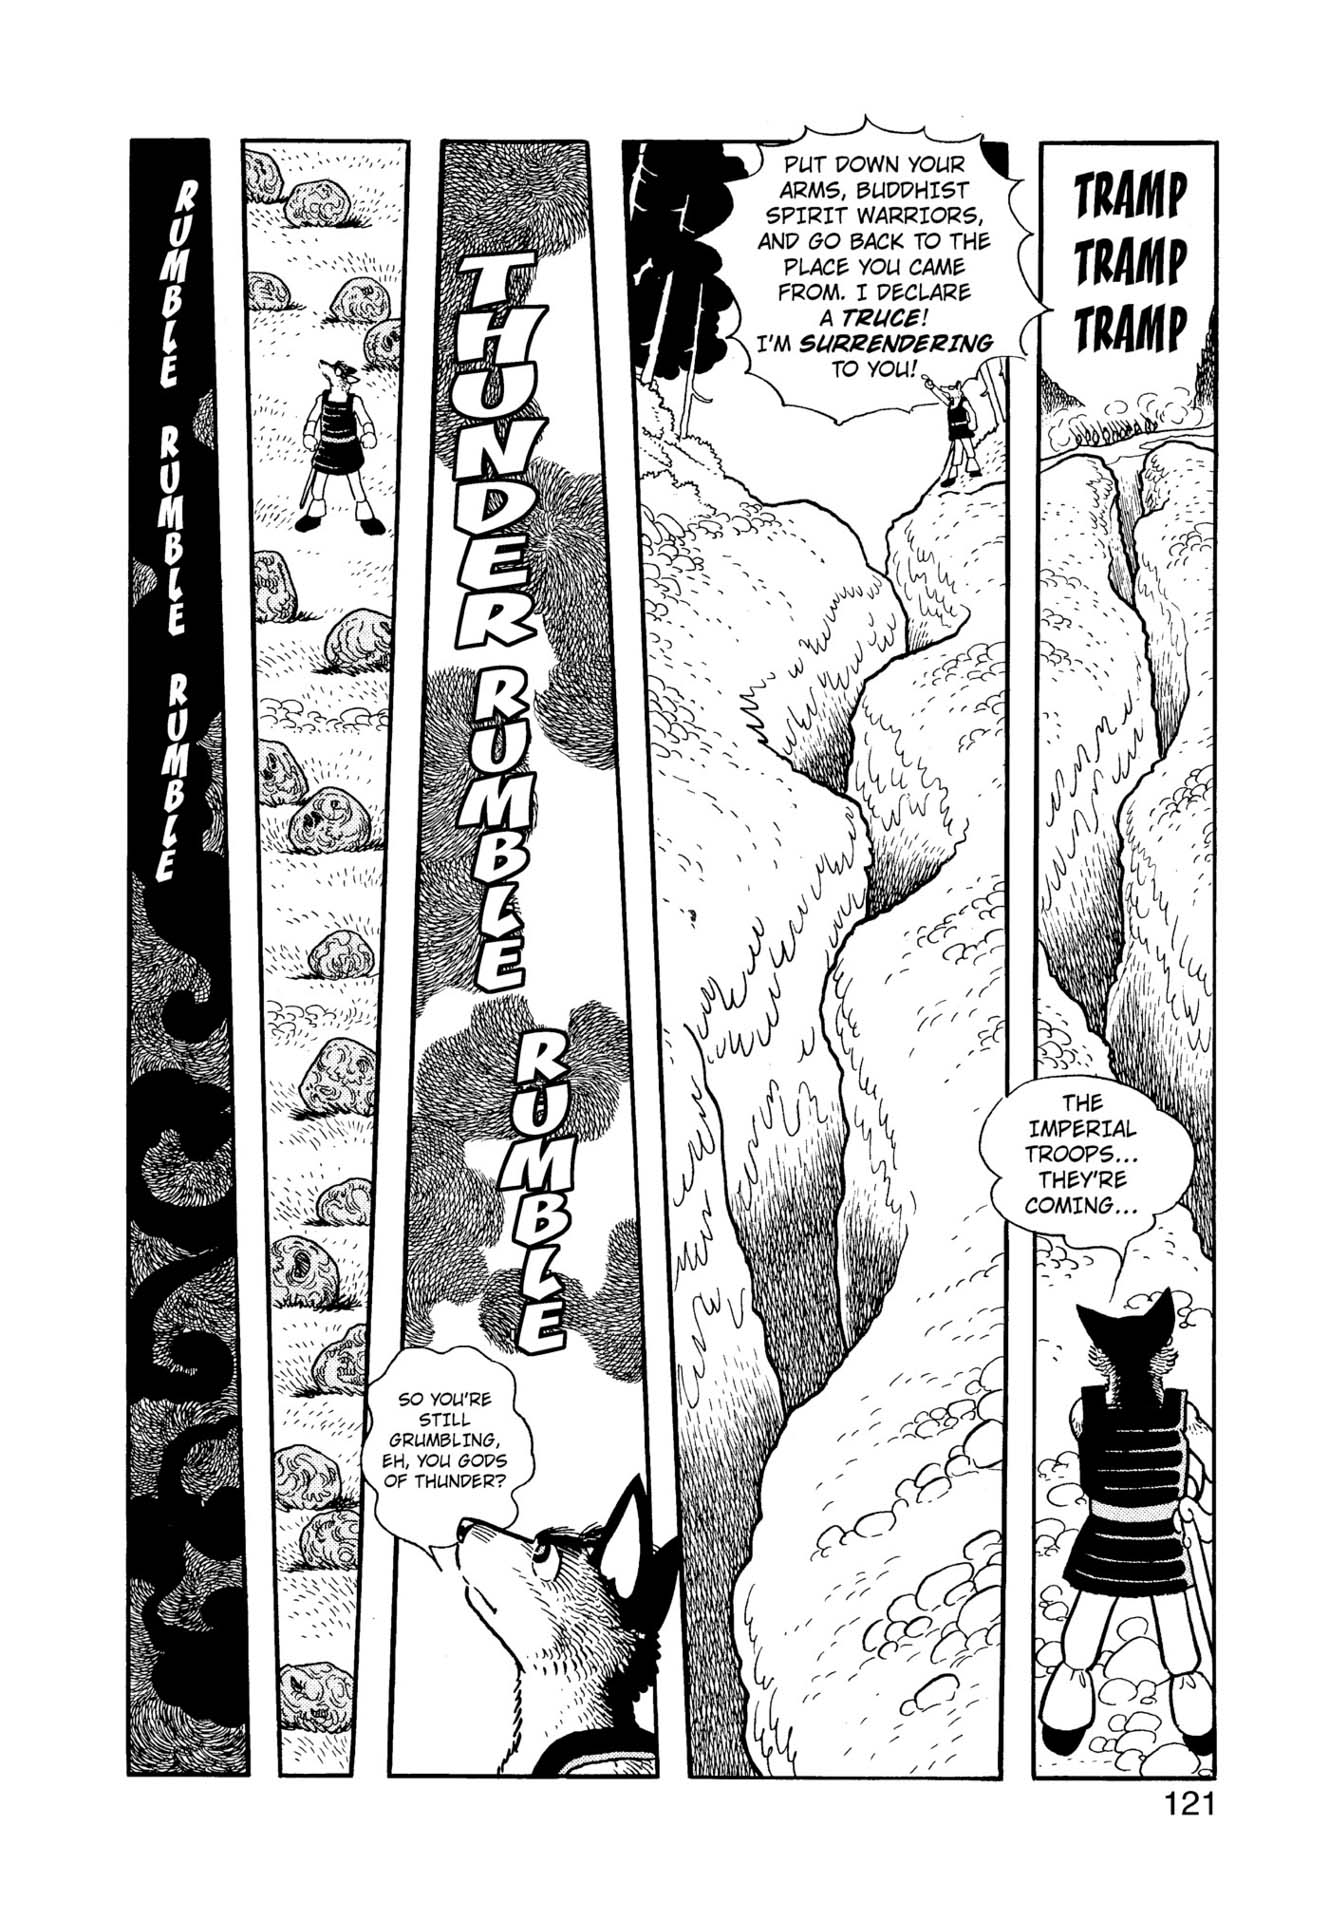 TRAMP
TRAMP
TRAMP
THE
IMPERIAL
TROOPS...
THEY'RE
COMING...
PUT DOWN YOUR
ARMS, BUDDHIST
SPIRIT WARRIORS,
AND GO BACK TO THE
PLACE YOU CAME
FROM. I DECLARE
A TRUCE!
I'M SURRENDERING
TO YOU!
THUNDER RUMBLE
RUMBLE
SO YOU'RE
STILL
GRUMBLING,
EH, YOU GODS
OF THUNDER?
RUMBLE RUMBLE RUMBLE
121